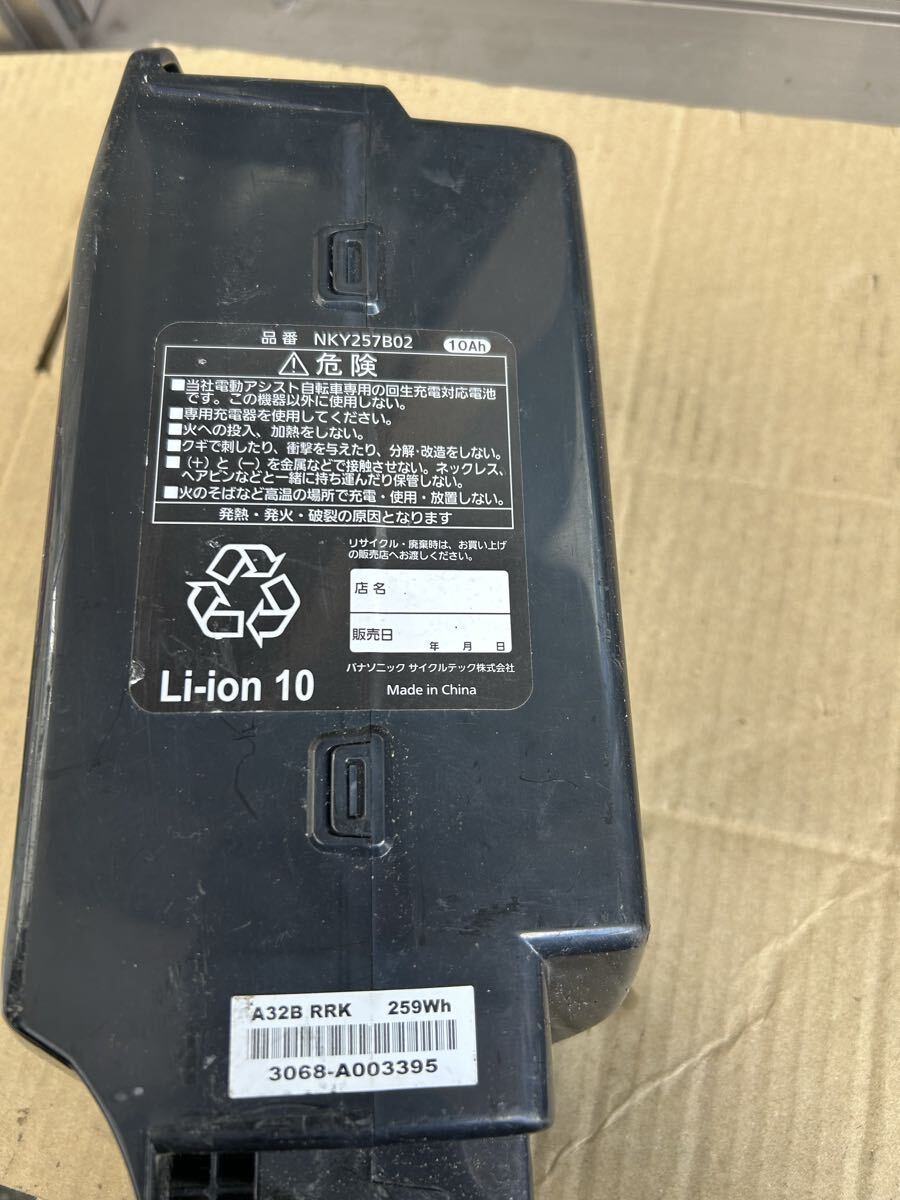 品番 NKY257B02 10Ah
⚠危険
■当社電動アシスト自転車専用の回生充電対応電池
です。この機器以外に使用しない。
■専用充電器を使用してください。
■火への投入、加熱をしない。
■クギで刺したり、衝撃を与えたり、分解・改造をしない。
■(+)と(−)を金属などで接触させない。ネックレス、
ヘアピンなどと一緒に持ち運んだり保管しない。
■火のそばなど高温の場所で充電・使用・放置しない。
発熱・発火・破裂の原因となります
リサイクル・廃棄時は、お買い上げ
の販売店へお渡しください。
店名
販売日 年 月 日
パナソニック サイクルテック株式会社
Li-ion 10
Made in China
A32B RRK 259Wh
3068-A003395